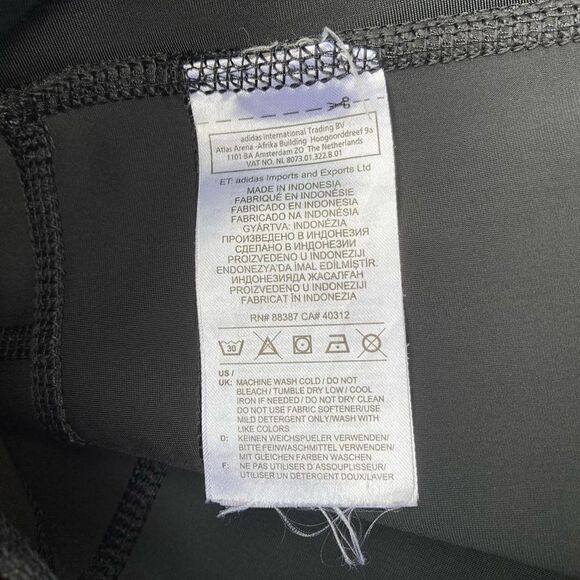 adidas International Trading BV
Atlas Arena -Afrika Building Hoogoorddreef 9a
1101 BA Amsterdam ZO The Netherlands
VAT NO. NL 8073.01.322.B.01
ET: adidas Imports and Exports Ltd
MADE IN INDONESIA
FABRIQUÉ EN INDONÉSIE
FABRICADO EN INDONESIA
FABRICADO NA INDONÉSIA
GYÁRTVA: INDONÉZIA
ПРОИЗВЕДЕНО В ИНДОНЕЗИЯ
СДЕЛАНО В ИНДОНЕЗИИ
PROIZVEDENO U INDONEZIJI
ENDONEZYA'DA İMAL EDİLMİŞTİR.
ИНДОНЕЗИЯДА ЖАСАЛҒАН
PROIZVEDENO U INDONEZIJI
FABRICAT ÎN INDONEZIA
RN# 88387 CA# 40312
30
US /
UK: MACHINE WASH COLD / DO NOT
BLEACH / TUMBLE DRY LOW / COOL
IRON IF NEEDED / DO NOT DRY CLEAN
DO NOT USE FABRIC SOFTENER/USE
MILD DETERGENT ONLY/WASH WITH
LIKE COLORS
D: KEINEN WEICHSPUELER VERWENDEN/
BITTE FEINWASCHMITTEL VERWENDEN/
MIT GLEICHEN FARBEN WASCHEN
F: NE PAS UTILISER D'ASSOUPLISSEUR/
UTILISER UN DÉTERGENT DOUX/LAVER